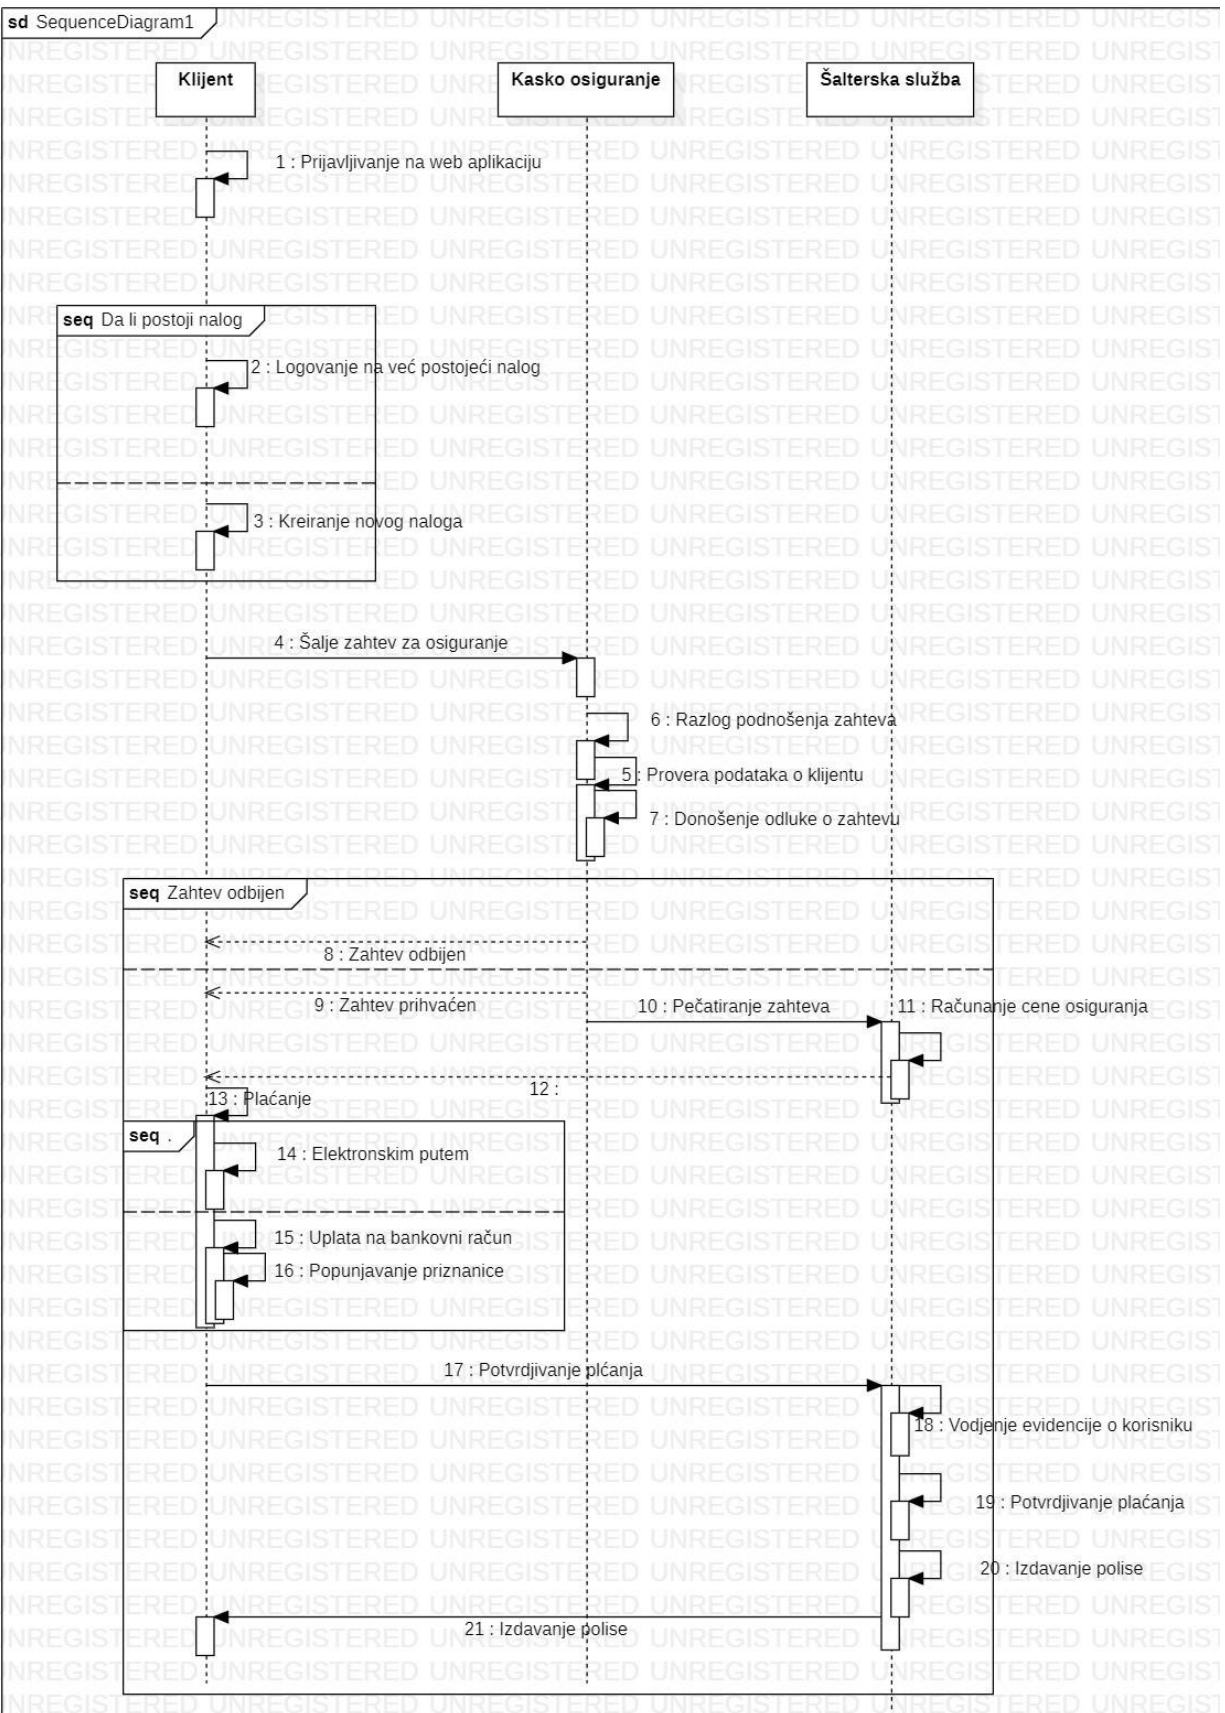 sd SequenceDiagram1
Klijent
Kasko osiguranje
Šalterska služba
1 : Prijavljivanje na web aplikaciju
seq Da li postoji nalog
2 : Logovanje na već postojeći nalog
3 : Kreiranje novog naloga
4 : Šalje zahtev za osiguranje
6 : Razlog podnošenja zahteva
5 : Provera podataka o klijentu
7 : Donošenje odluke o zahtevu
seq Zahtev odbijen
8 : Zahtev odbijen
9 : Zahtev prihvaćen
10 : Pečatiranje zahteva
11 : Računanje cene osiguranja
12 :
13 : Plaćanje
seq .
14 : Elektronskim putem
15 : Uplata na bankovni račun
16 : Popunjavanje priznanice
17 : Potvrdjivanje plćanja
18 : Vodjenje evidencije o korisniku
19 : Potvrdjivanje plaćanja
20 : Izdavanje polise
21 : Izdavanje polise